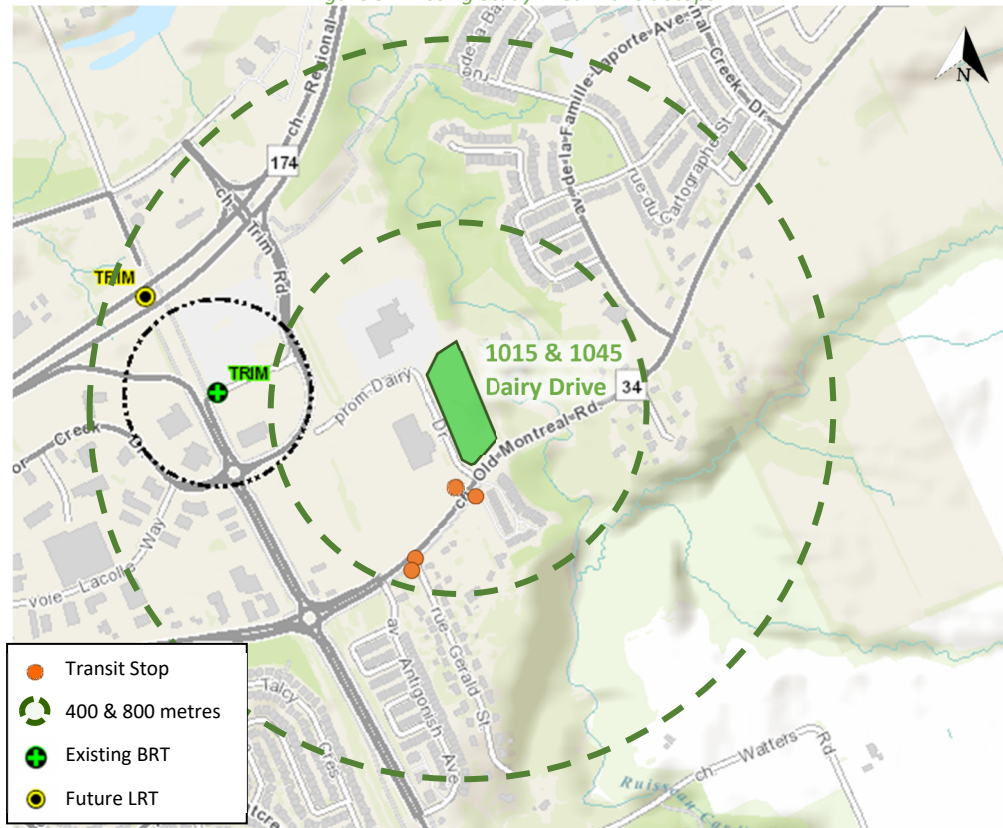 Regional
ch.
174
ch. Trim Rd
TRIM
TRIM
av de-la-Famille-Laporte-Ave
nal Creek Dr
rue du
Cartographe St
1015 & 1045
Dairy Drive
34
prom Dairy
Dr
ch Old Montreal Rd
Creek
voie Lacolle Way
rue Gerald St
av Antigonish Ave
Talcy
Cres
ch. Watters Rd
N
Transit Stop
400 & 800 metres
Existing BRT
Future LRT